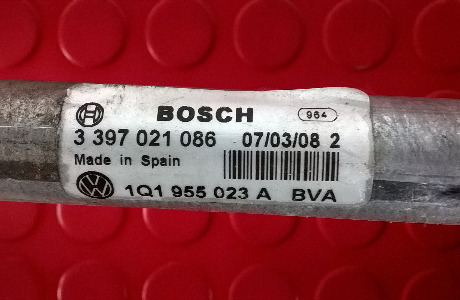 BOSCH 964
3 397 021 086 07/03/08 2
Made in Spain
1Q1 955 023 A BVA